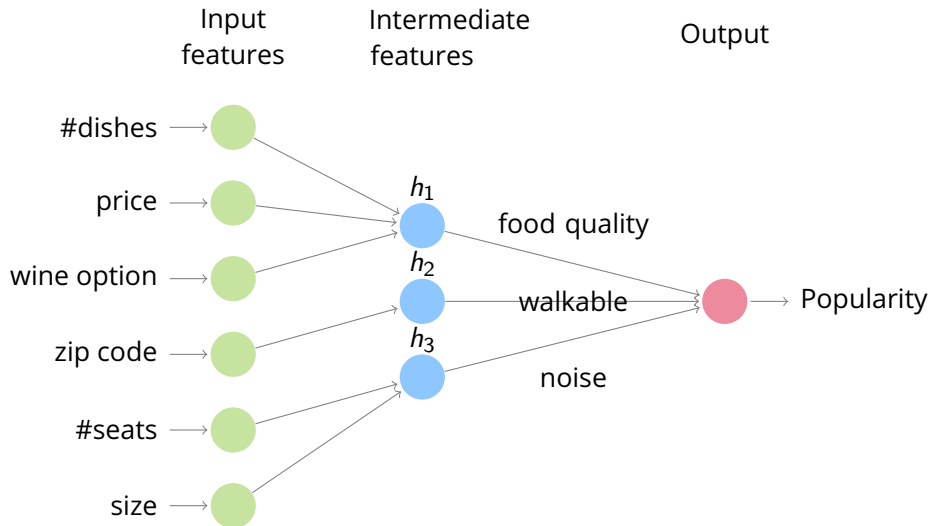 Input
features
Intermediate
features
Output
#dishes
price
wine option
zip code
#seats
size
h1
h2
h3
food quality
walkable
noise
Popularity